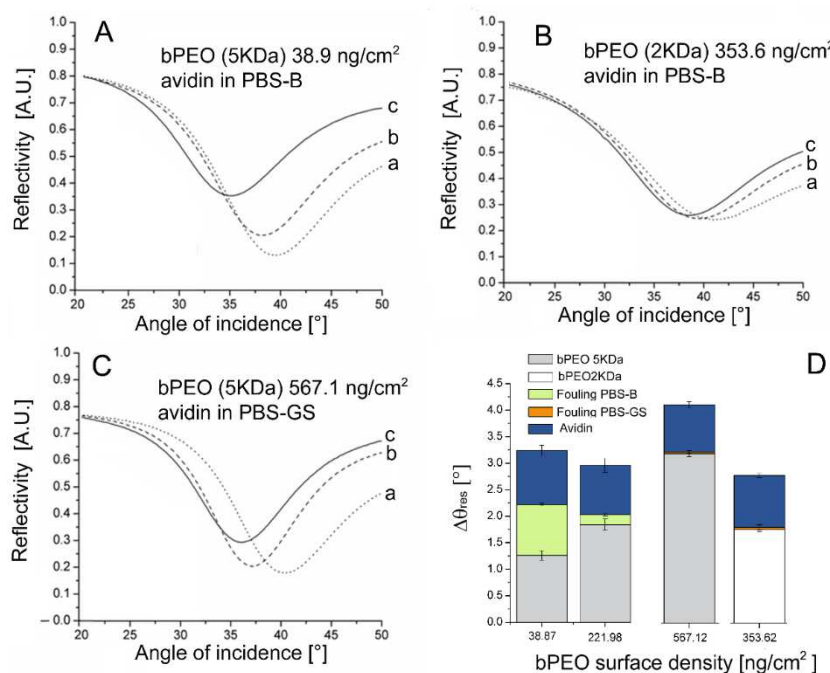 A
bPEO (5KDa) 38.9 ng/cm²
avidin in PBS-B
Reflectivity [A.U.]
1.0
0.9
0.8
0.7
0.6
0.5
0.4
0.3
0.2
0.1
0.0
c
b
a
20 25 30 35 40 45 50
Angle of incidence [°]
B
bPEO (2KDa) 353.6 ng/cm²
avidin in PBS-B
Reflectivity [A.U.]
1.0
0.9
0.8
0.7
0.6
0.5
0.4
0.3
0.2
0.1
0.0
c
b
a
20 25 30 35 40 45 50
Angle of incidence [°]
C
bPEO (5KDa) 567.1 ng/cm²
avidin in PBS-GS
Reflectivity [A.U.]
1.0
0.9
0.8
0.7
0.6
0.5
0.4
0.3
0.2
0.1
0.0
c
b
a
20 25 30 35 40 45 50
Angle of incidence [°]
D
bPEO 5KDa
bPEO2KDa
Fouling PBS-B
Fouling PBS-GS
Avidin
Δθres [°]
4.5
4.0
3.5
3.0
2.5
2.0
1.5
1.0
0.5
0.0
38.87 221.98 567.12 353.62
bPEO surface density [ng/cm²]